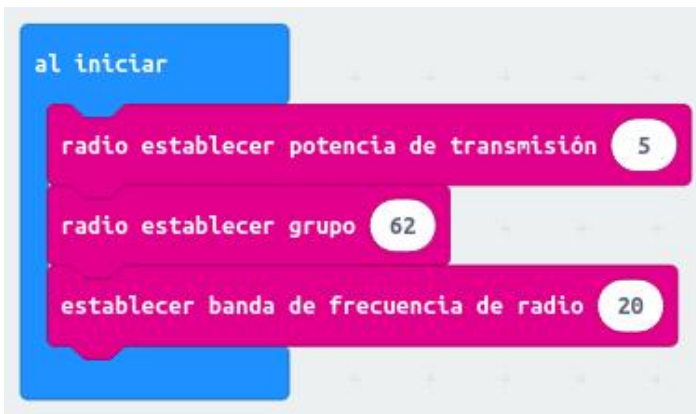 al iniciar
radio establecer potencia de transmisión 5
radio establecer grupo 62
establecer banda de frecuencia de radio 20